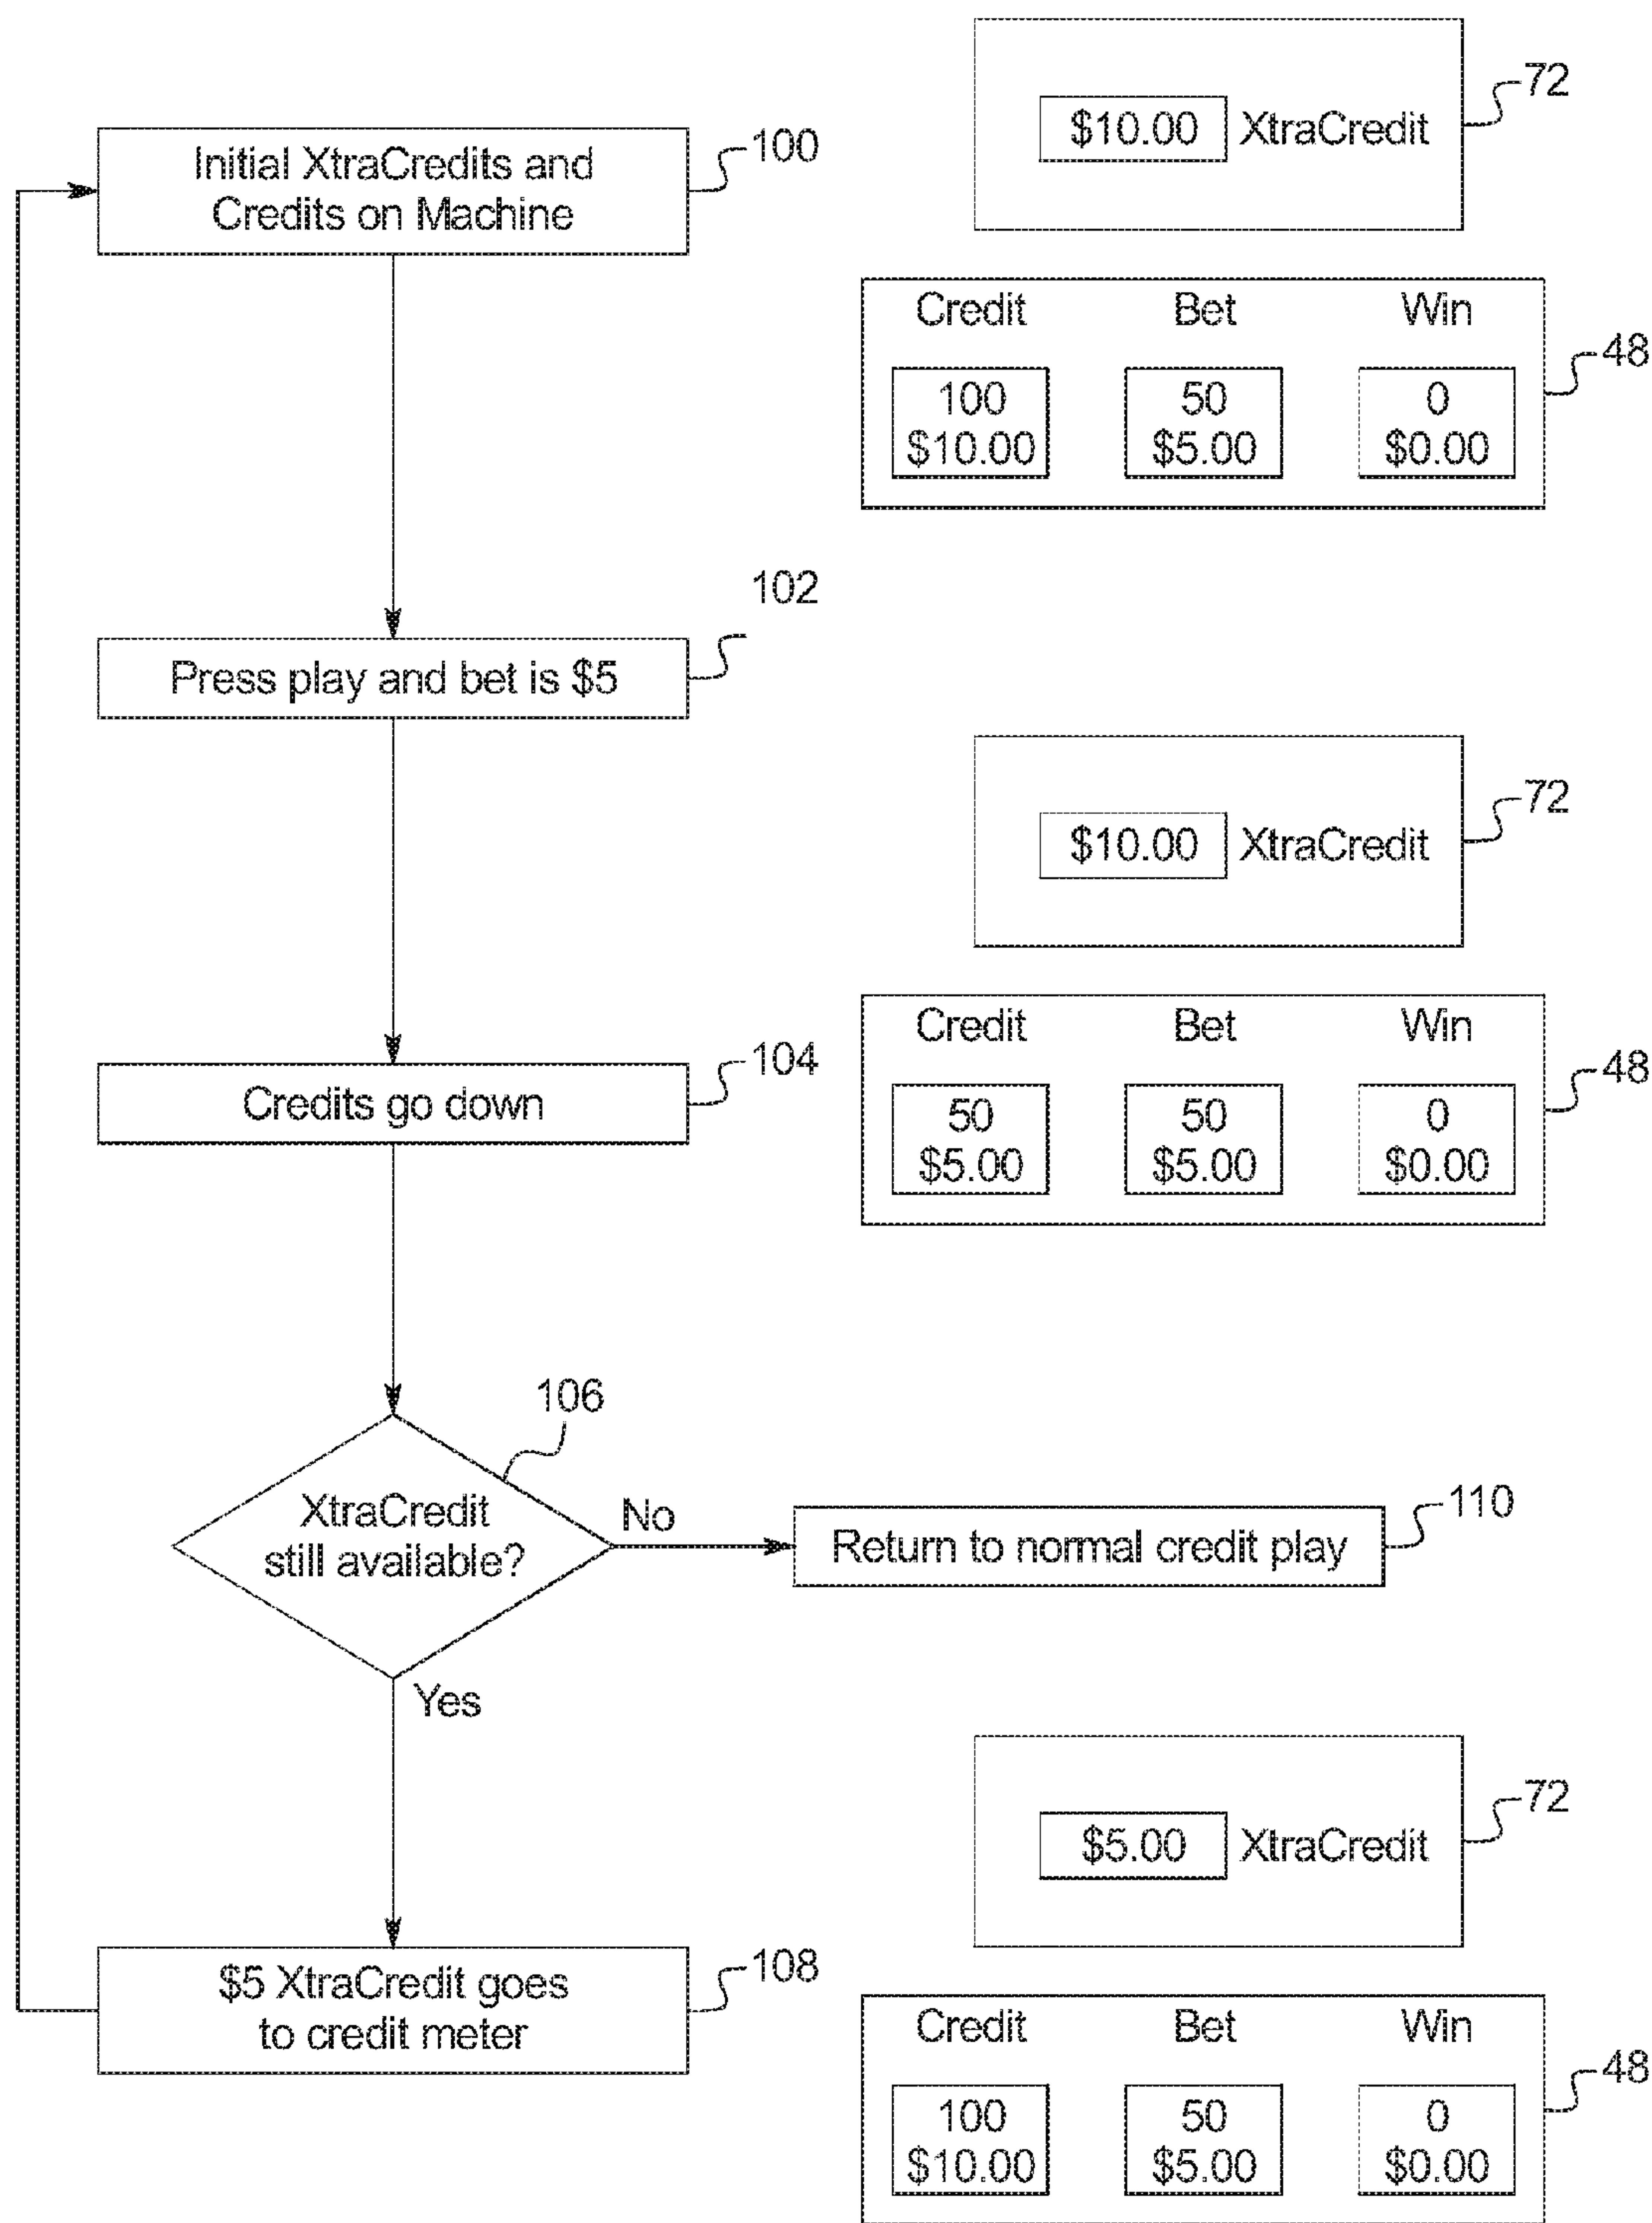 $10.00 XtraCredit
72
Initial XtraCredits and
Credits on Machine
100
Credit Bet Win
100 50 0
$10.00 $5.00 $0.00
48
102
Press play and bet is $5
$10.00 XtraCredit
72
Credits go down
104
Credit Bet Win
50 50 0
$5.00 $5.00 $0.00
48
106
XtraCredit
still available?
No
Return to normal credit play
110
Yes
$5.00 XtraCredit
72
$5 XtraCredit goes
to credit meter
108
Credit Bet Win
100 50 0
$10.00 $5.00 $0.00
48